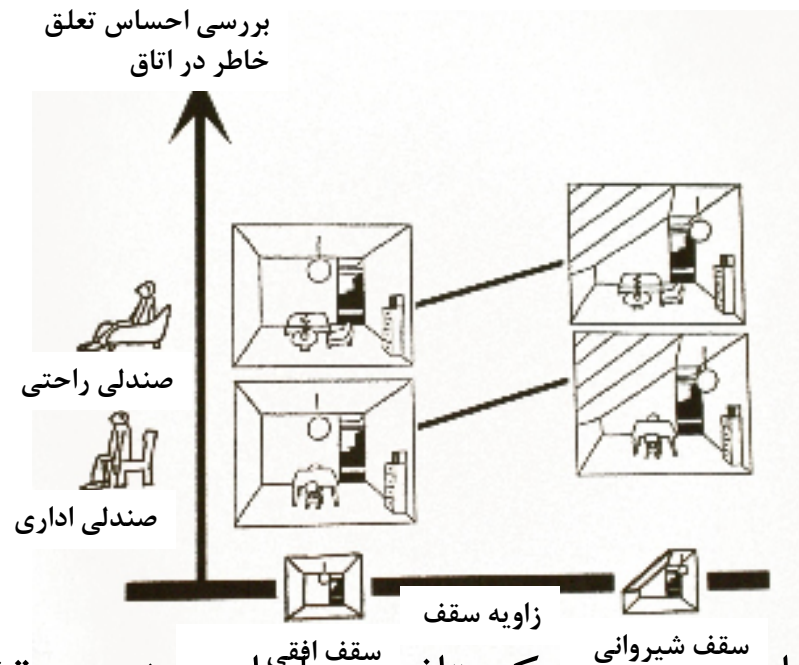 بررسی احساس تعلق
خاطر در اتاق
صندلی راحتی
صندلی اداری
زاویه سقف
سقف افقی
سقف شیروانی